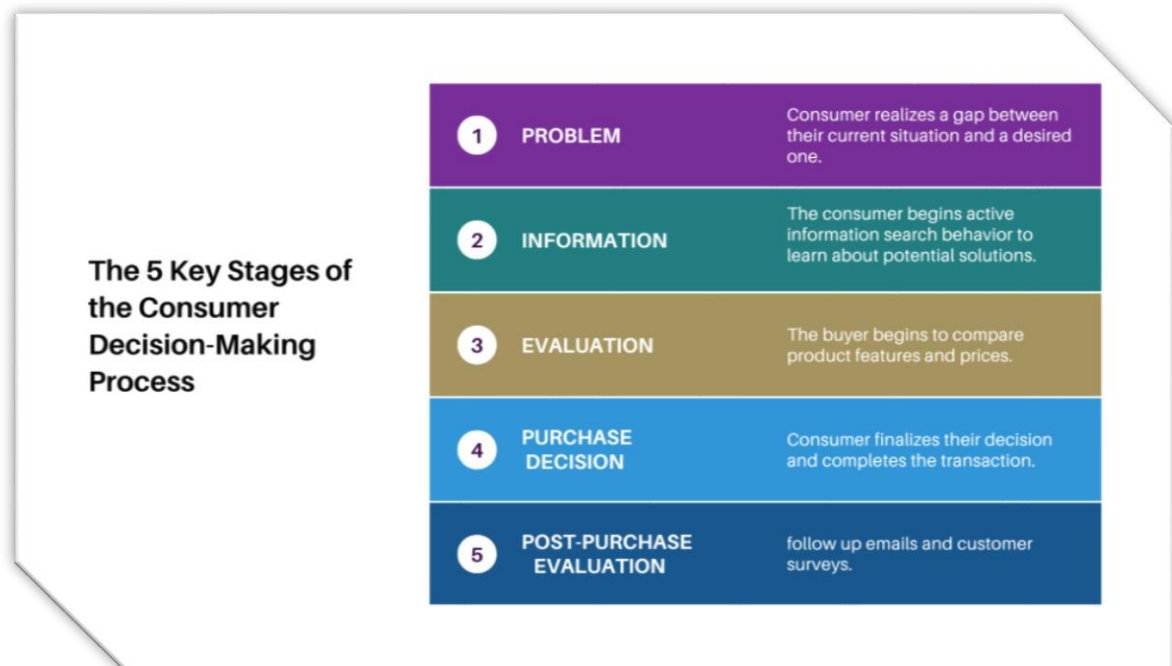 The 5 Key Stages of
the Consumer
Decision-Making
Process
1
PROBLEM
Consumer realizes a gap between
their current situation and a desired
one.
2
INFORMATION
The consumer begins active
information search behavior to
learn about potential solutions.
3
EVALUATION
The buyer begins to compare
product features and prices.
4
PURCHASE
DECISION
Consumer finalizes their decision
and completes the transaction.
5
POST-PURCHASE
EVALUATION
follow up emails and customer
surveys.